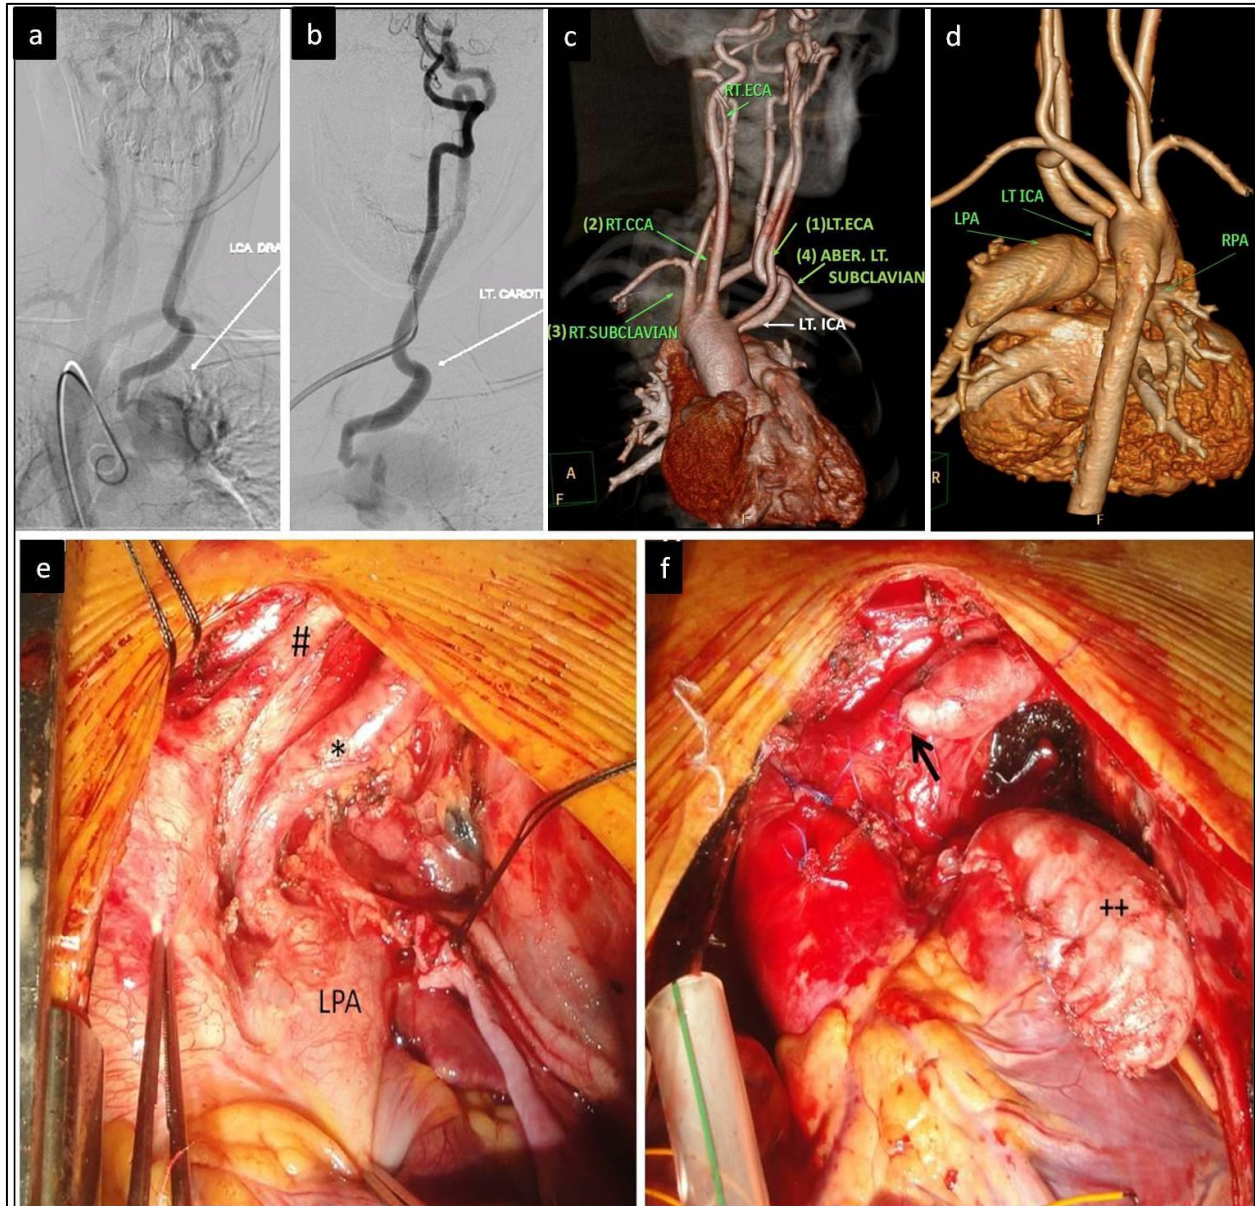 a
b
c
d
LCA DRA
LT. CAROTI
RT.ECA
(2) RT.CCA
(1)LT.ECA
(4) ABER. LT.
SUBCLAVIAN
(3) RT.SUBCLAVIAN
LT. ICA
A
F
F
LT ICA
LPA
RPA
R
F
e
f
#
*
LPA
++